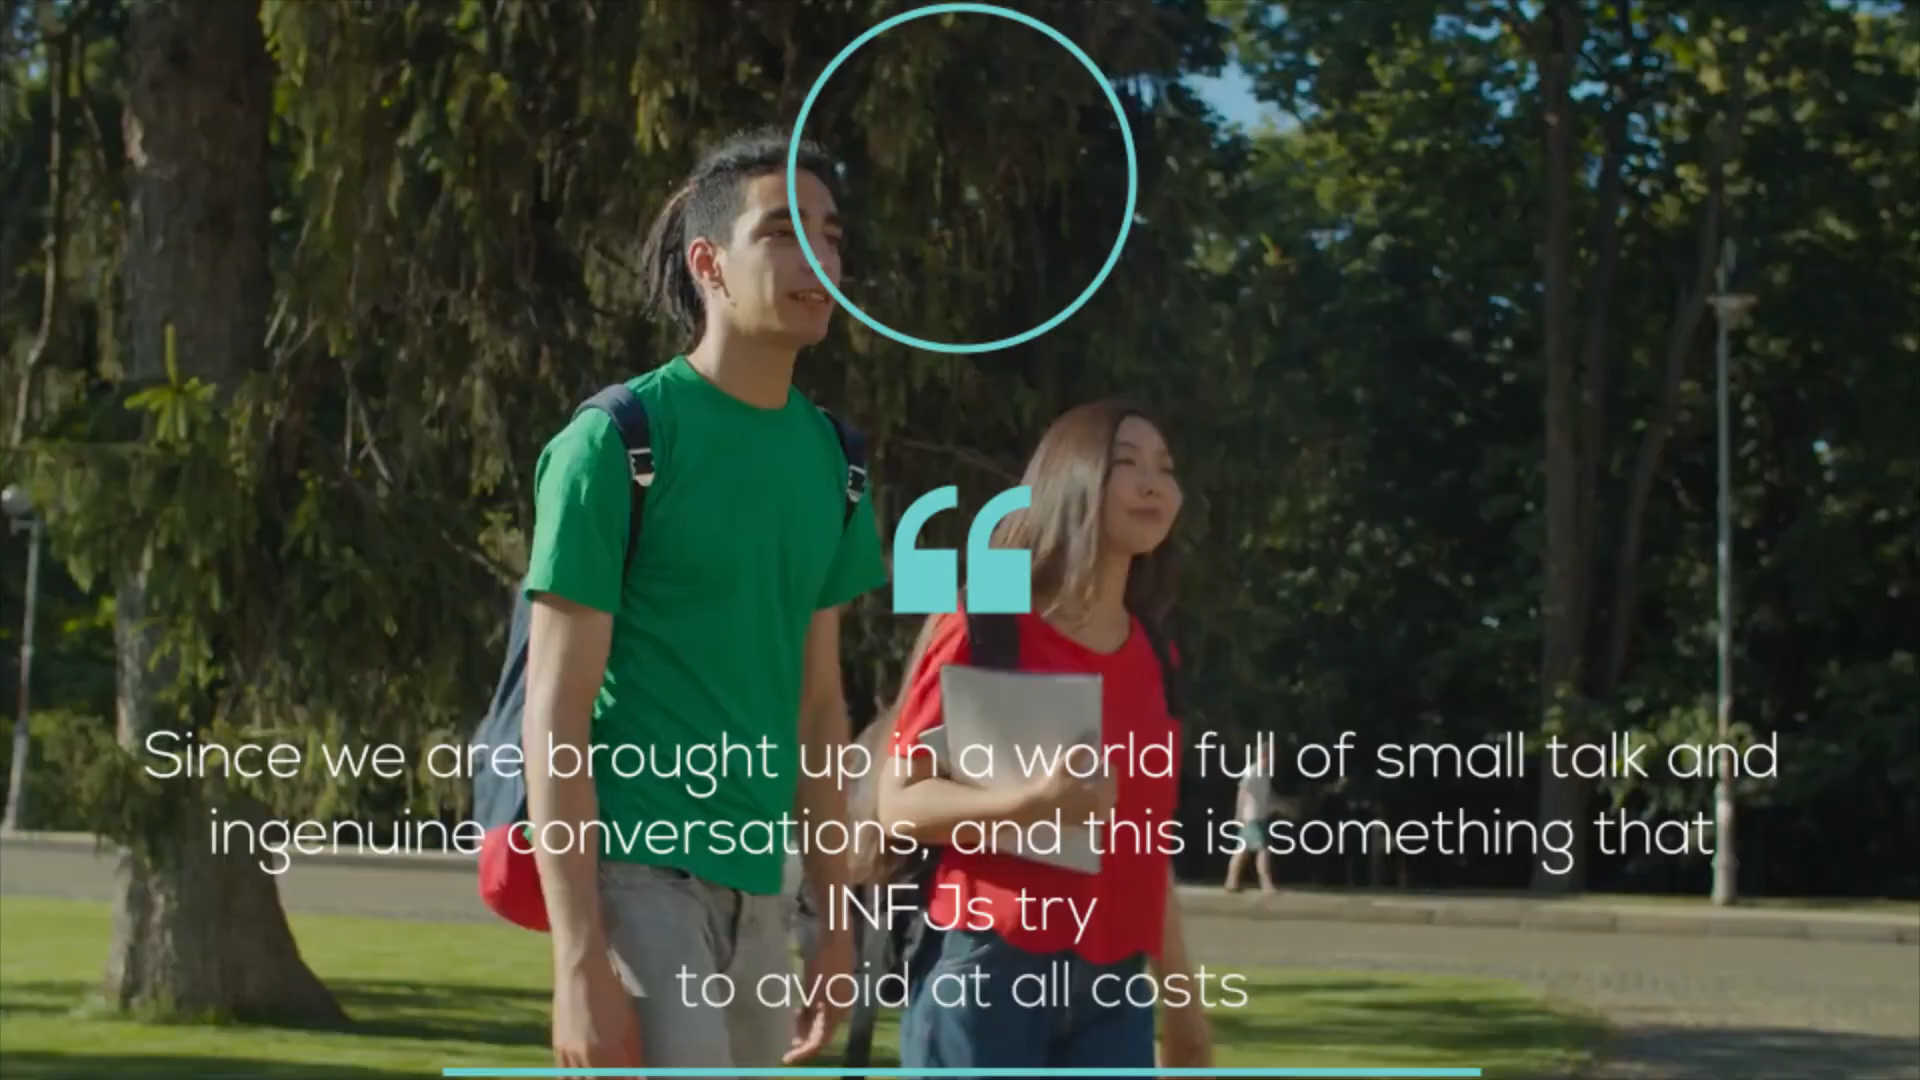 Since we are brought up in a world full of small talk and
ingenuine conversations, and this is something that
INFJs try
to avoid at all costs